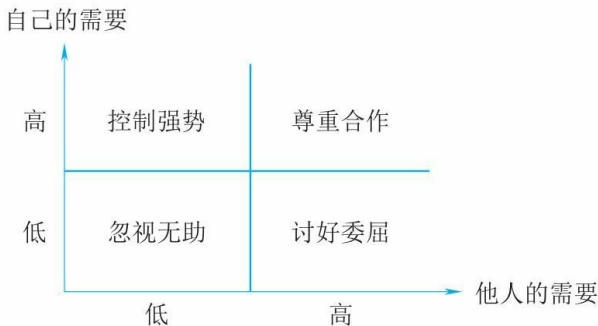 自己的需要
高 控制强势 尊重合作
低 忽视无助 讨好委屈
他人的需要
低 高